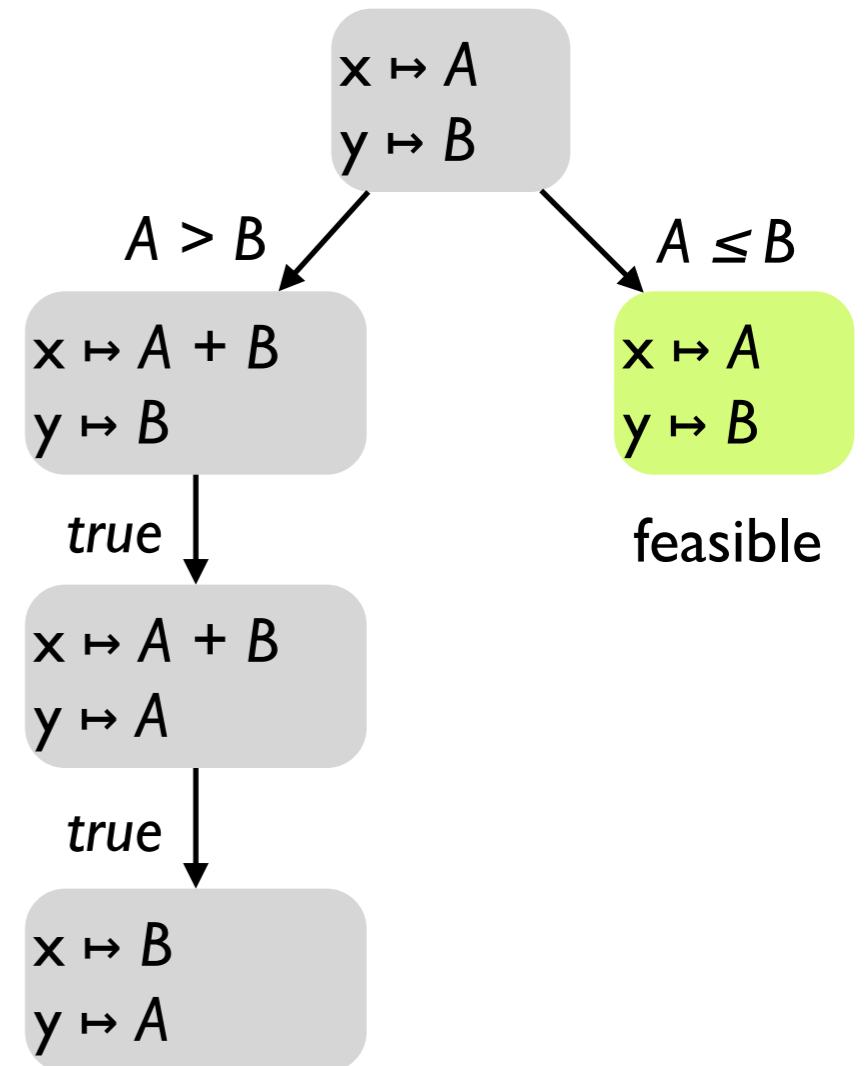 x ↦ A
y ↦ B
A > B
A ≤ B
x ↦ A + B
y ↦ B
x ↦ A
y ↦ B
true
feasible
x ↦ A + B
y ↦ A
true
x ↦ B
y ↦ A